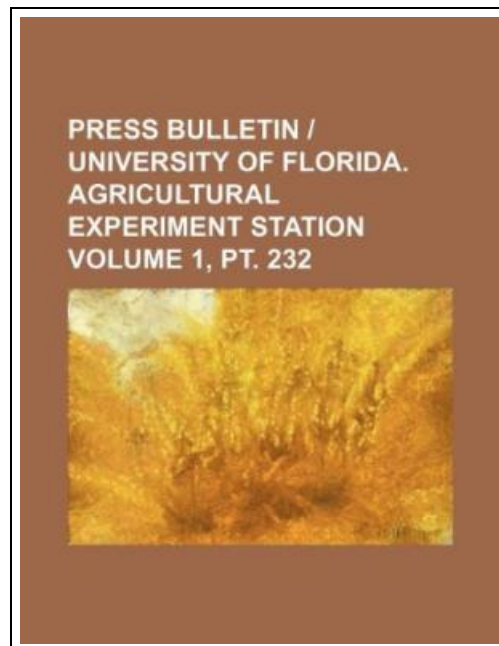 PRESS BULLETIN /
UNIVERSITY OF FLORIDA.
AGRICULTURAL
EXPERIMENT STATION
VOLUME 1, PT. 232